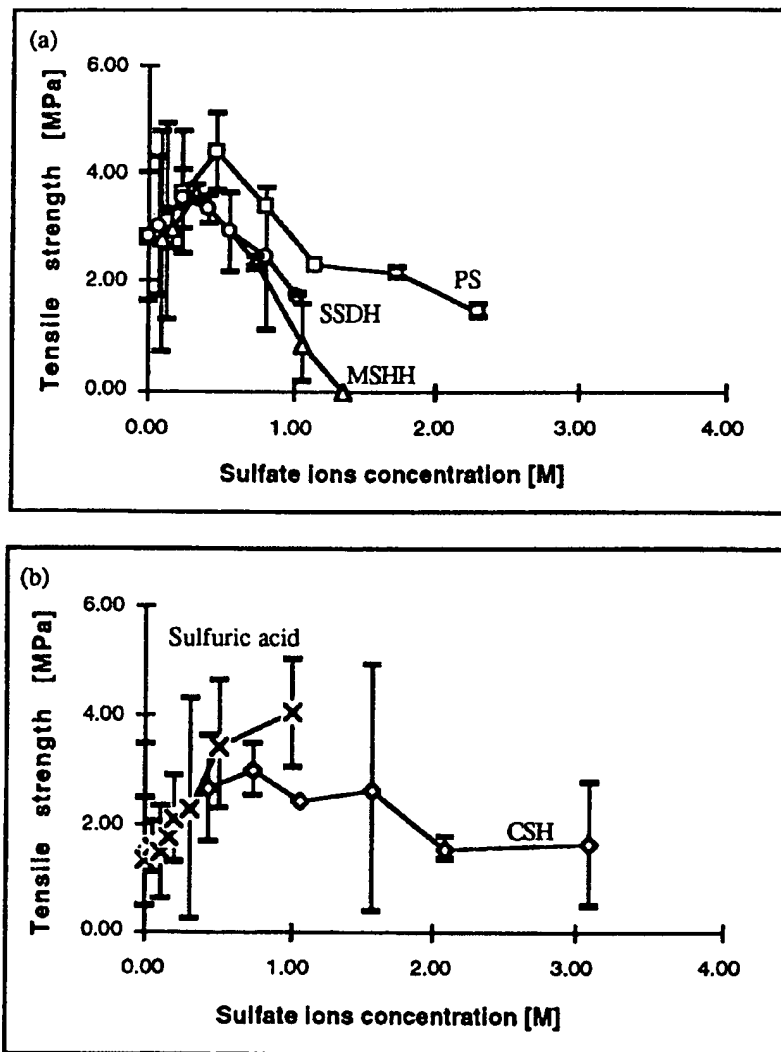 (a)
6.00
4.00
2.00
0.00
Tensile strength [MPa]
PS
SSDH
MSHH
0.00 1.00 2.00 3.00 4.00
Sulfate ions concentration [M]
(b)
6.00
4.00
2.00
0.00
Tensile strength [MPa]
Sulfuric acid
CSH
0.00 1.00 2.00 3.00 4.00
Sulfate ions concentration [M]